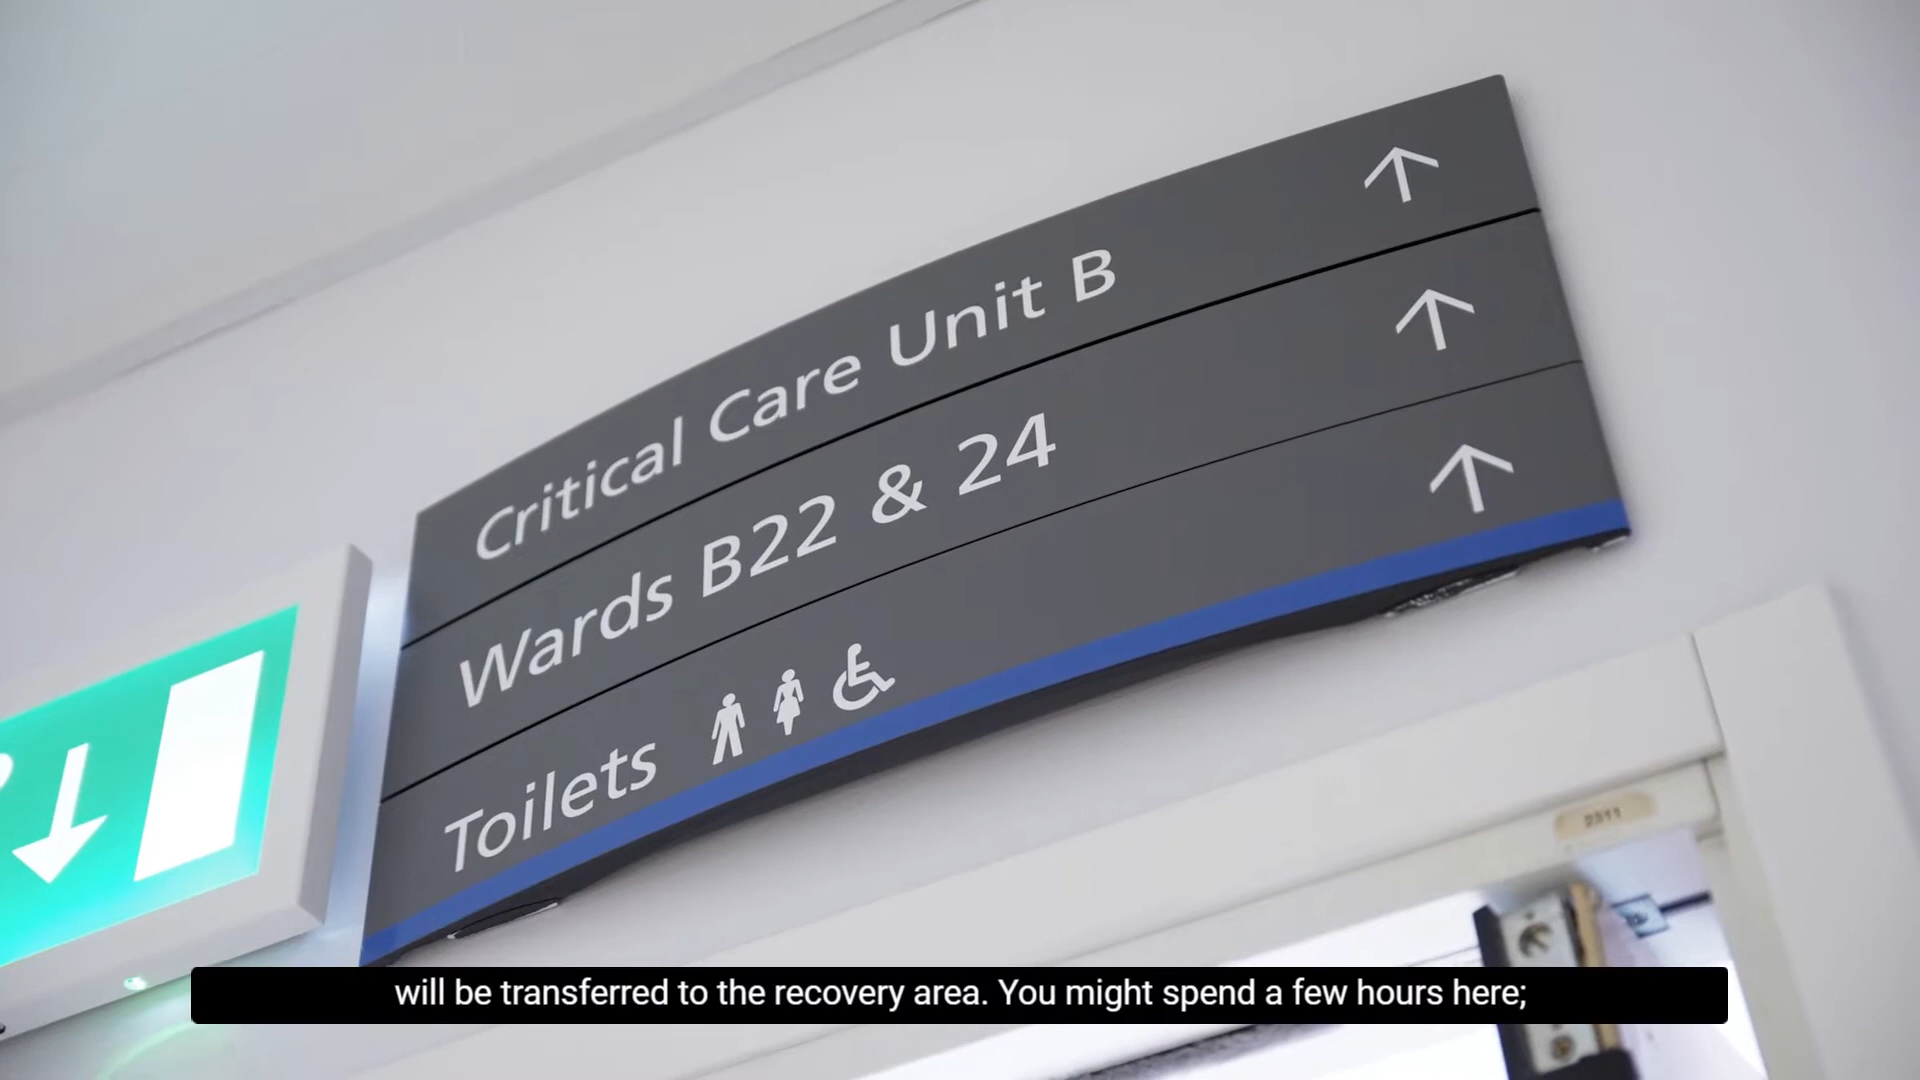 Critical Care Unit B
Wards B22 & 24
Toilets
2311
will be transferred to the recovery area. You might spend a few hours here;